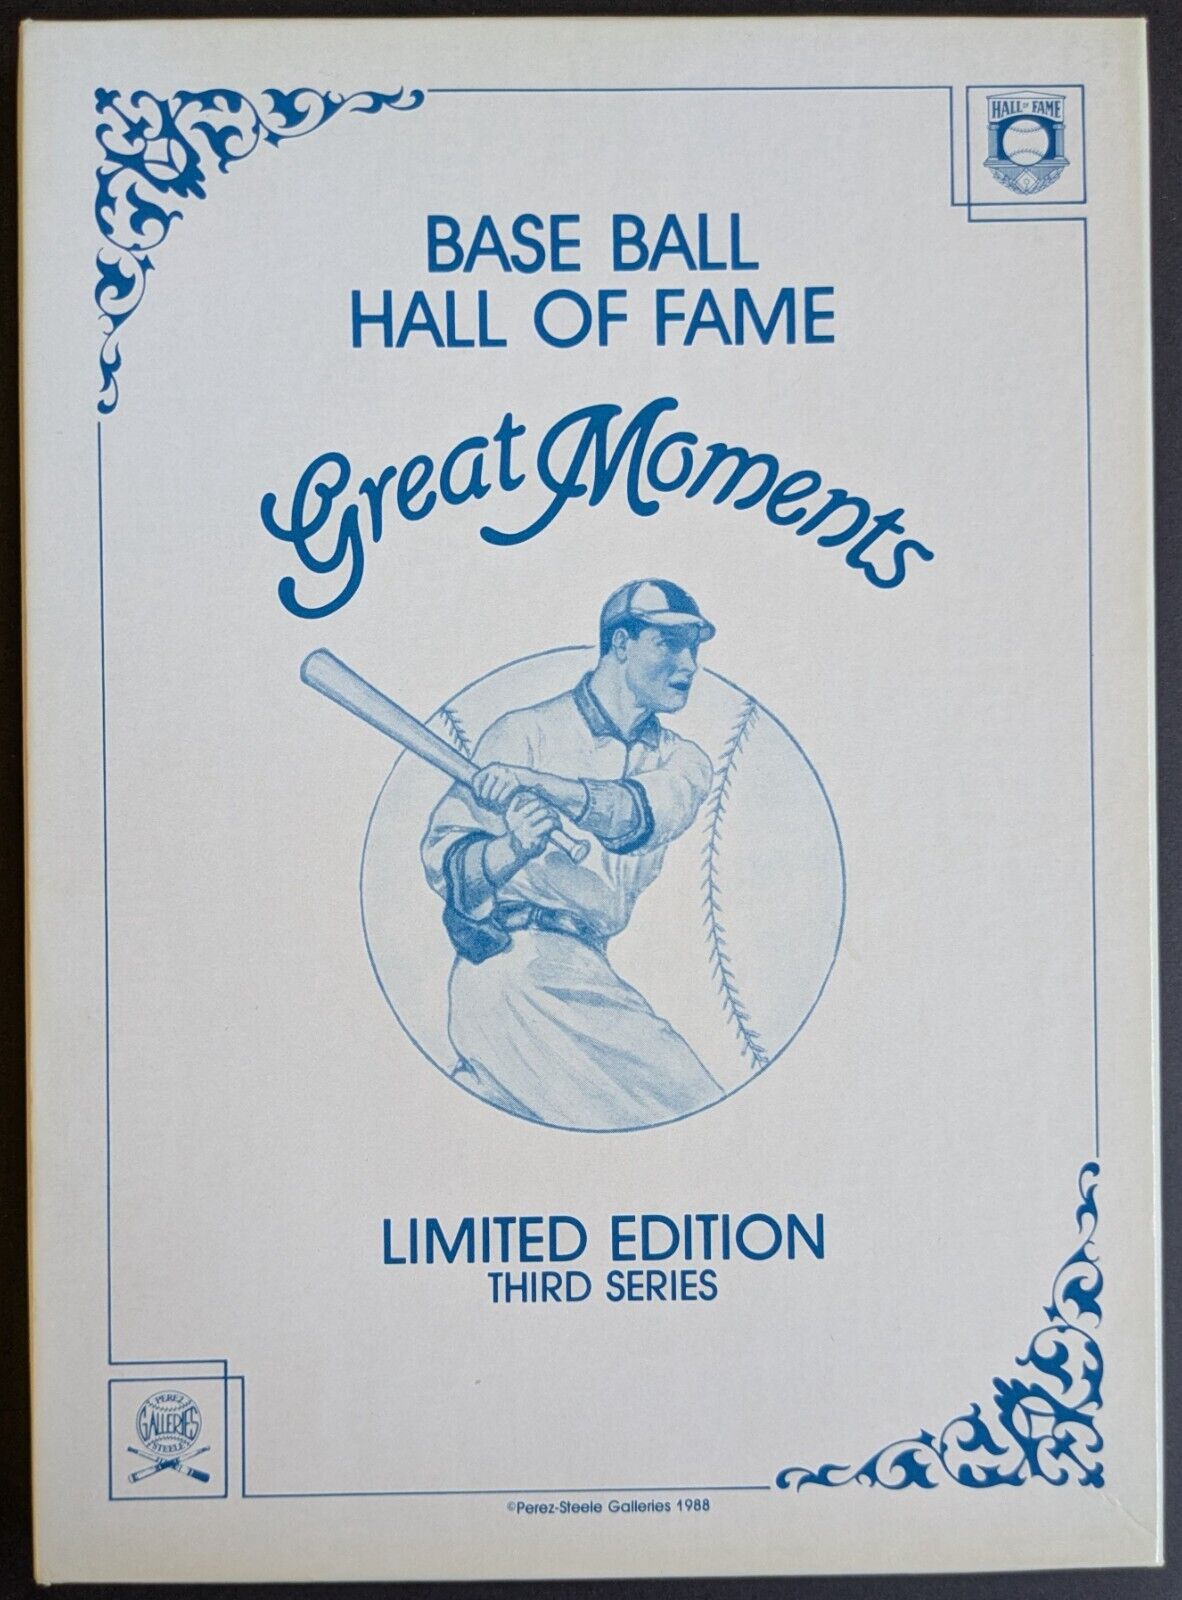 HALL OF FAME
BASE BALL
HALL OF FAME
Great Moments
LIMITED EDITION
THIRD SERIES
PEREZ
GALLERIES
STEELE
©Perez-Steele Galleries 1988